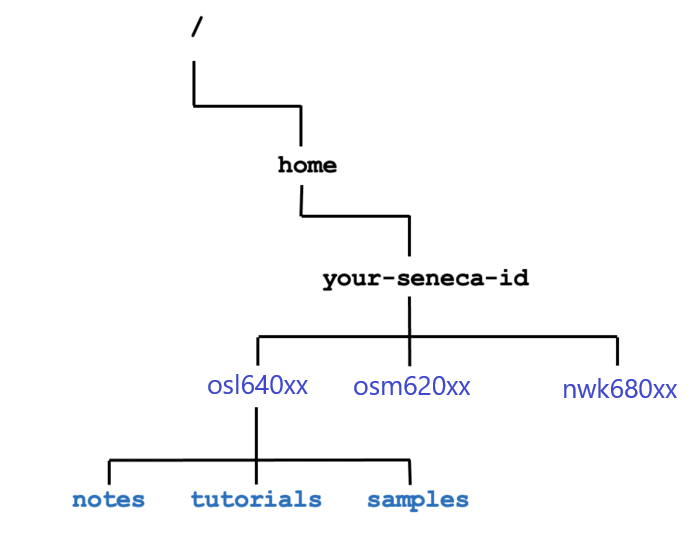 /
home
your-seneca-id
osl640xx osm620xx nwk680xx
notes tutorials samples